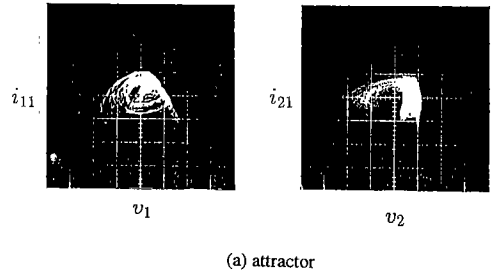 i11
i21
v1
v2
(a) attractor